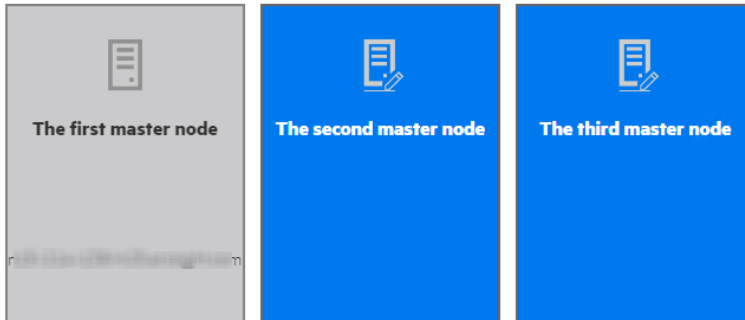 The first master node
The second master node
The third master node